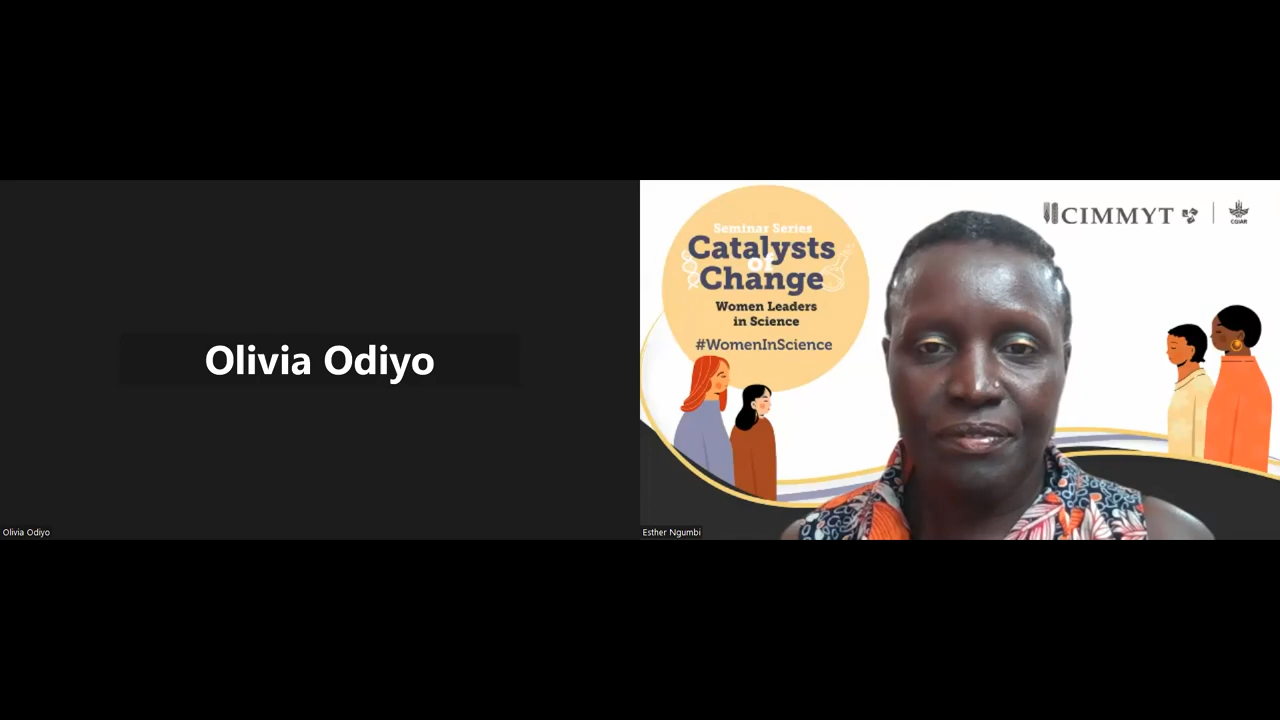 Olivia Odiyo
Olivia Odiyo
Seminar Series
Catalysts
of
Change
Women Leaders
in Science
#WomenInScience
CIMMYT
CGIAR
Esther Ngumbi